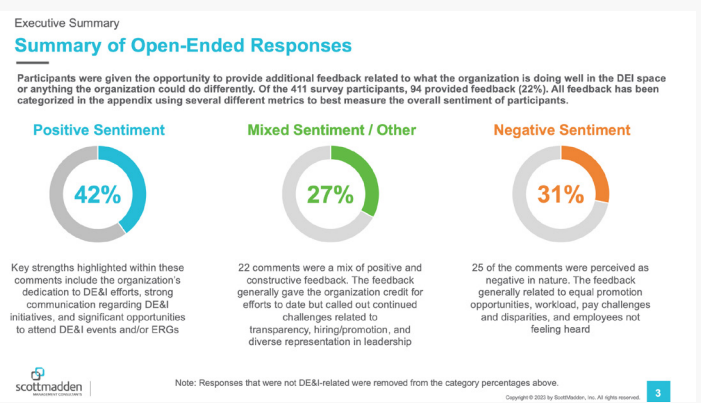 Executive Summary
Summary of Open-Ended Responses
Participants were given the opportunity to provide additional feedback related to what the organization is doing well in the DEI space
or anything the organization could do differently. Of the 411 survey participants, 94 provided feedback (22%). All feedback has been
categorized in the appendix using several different metrics to best measure the overall sentiment of participants.
Positive Sentiment
42%
Key strengths highlighted within these
comments include the organization's
dedication to DE&I efforts, strong
communication regarding DE&I
initiatives, and significant opportunities
to attend DE&I events and/or ERGs
Mixed Sentiment / Other
27%
22 comments were a mix of positive and
constructive feedback. The feedback
generally gave the organization credit for
efforts to date but called out continued
challenges related to
transparency, hiring/promotion, and
diverse representation in leadership
Negative Sentiment
31%
25 of the comments were perceived as
negative in nature. The feedback
generally related to equal promotion
opportunities, workload, pay challenges
and disparities, and employees not
feeling heard
scottmadden
MANAGEMENT CONSULTANTS
Note: Responses that were not DE&I-related were removed from the category percentages above.
Copyright © 2023 by ScottMadden, Inc. All rights reserved.
3